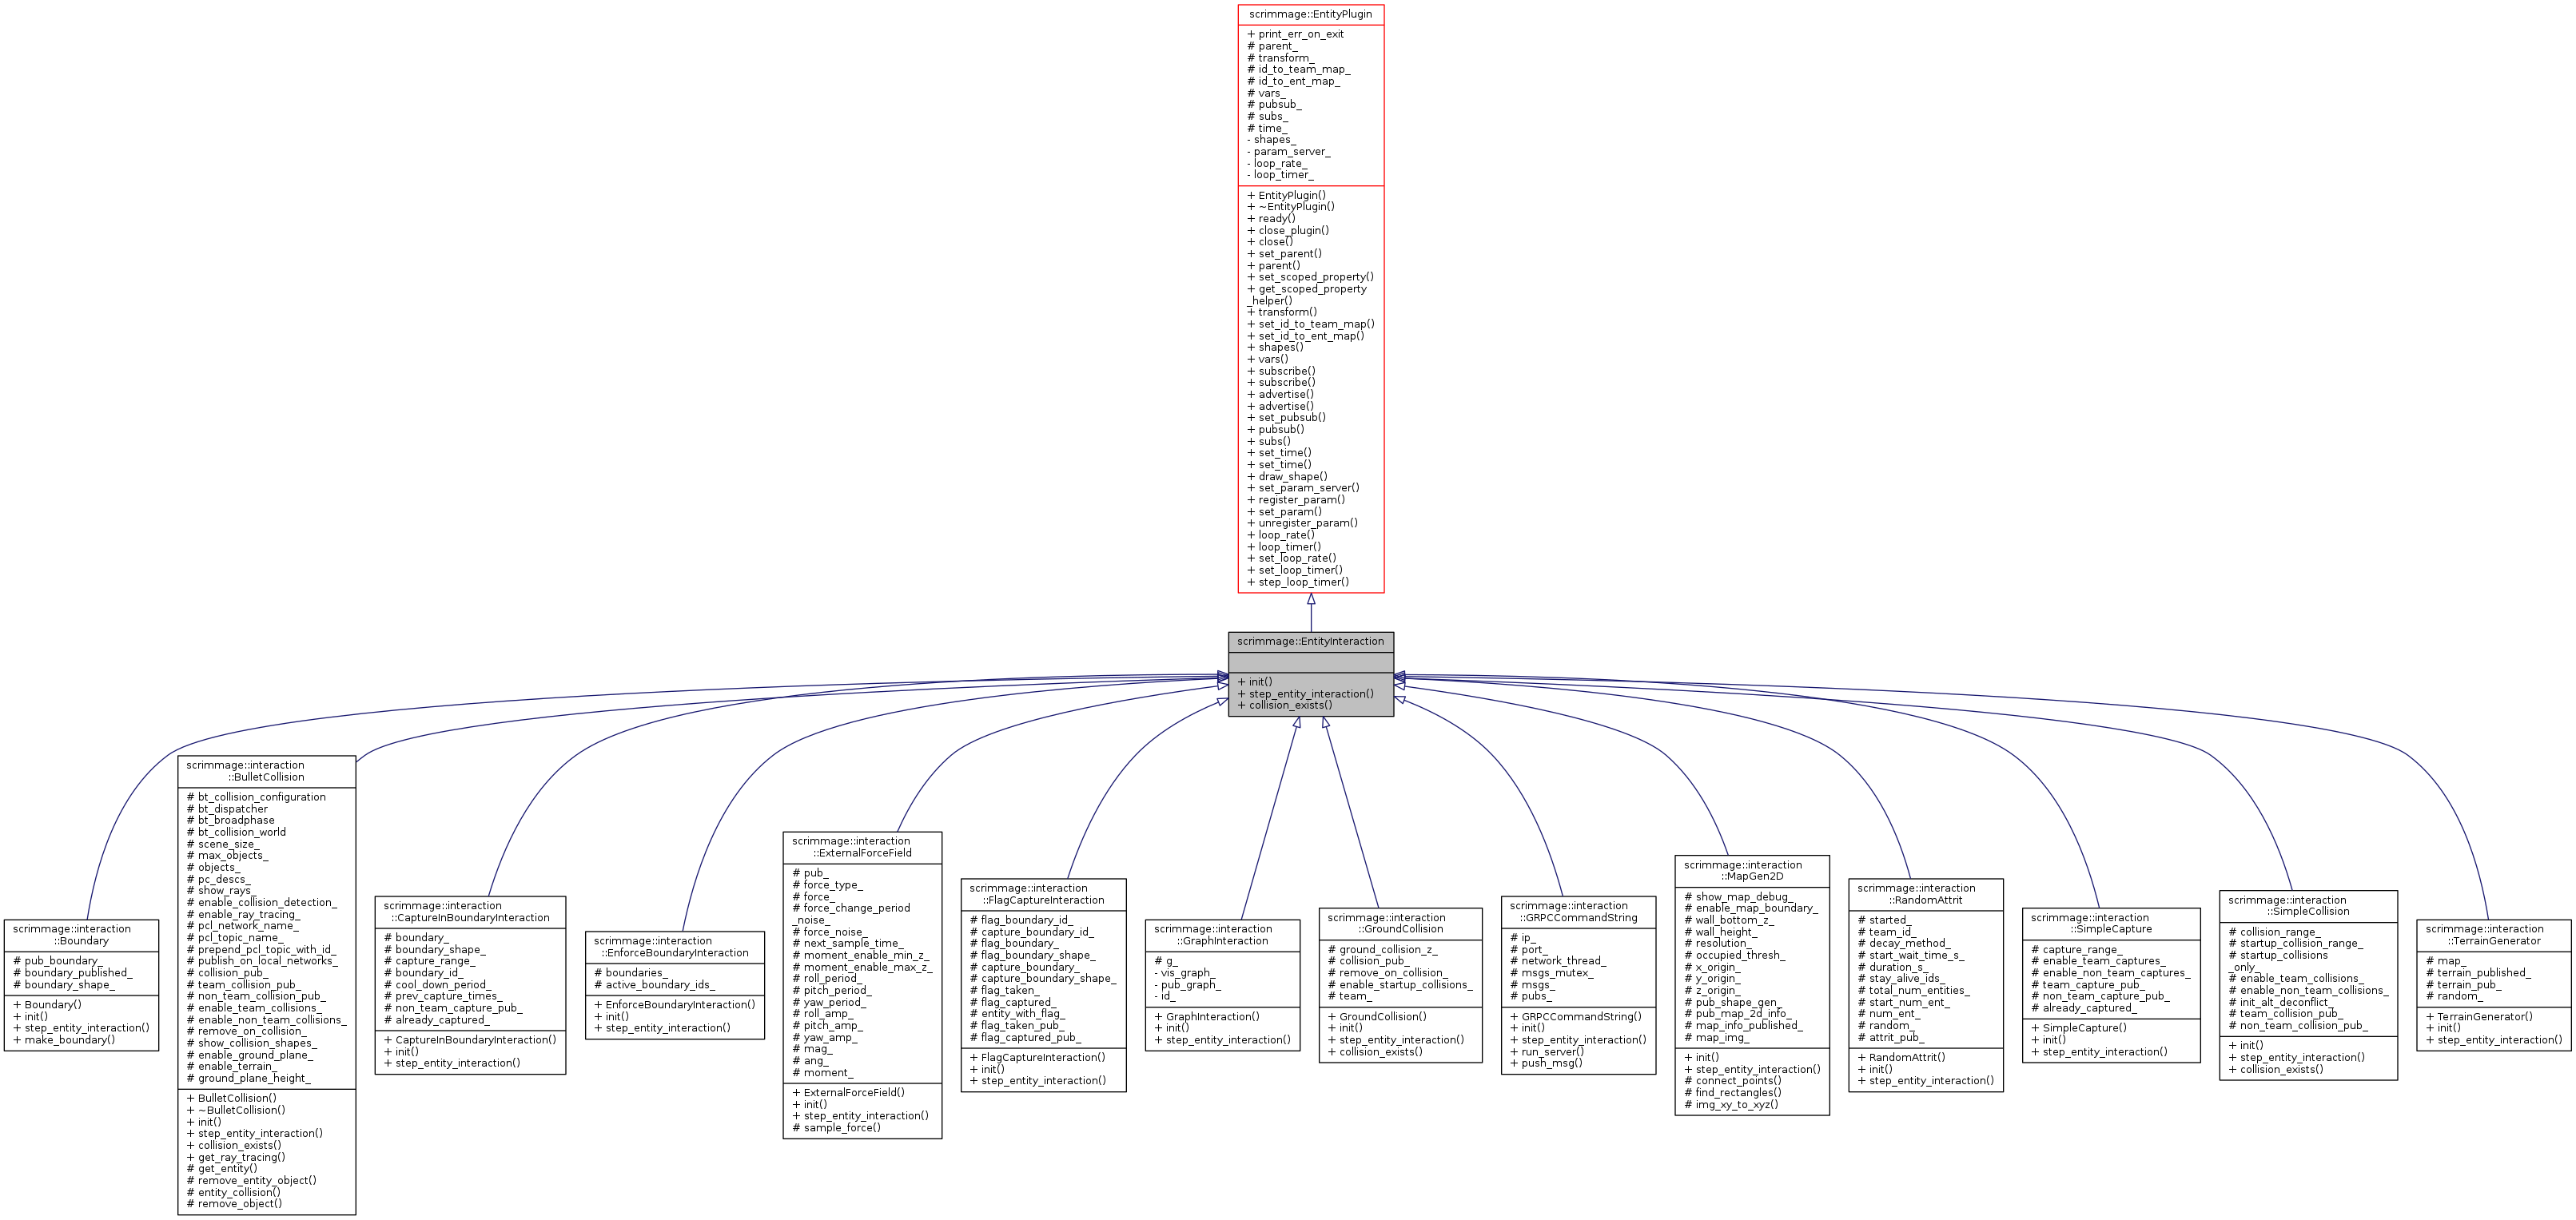 scrimmage::EntityPlugin
+ print_err_on_exit
# parent_
# transform_
# id_to_team_map_
# id_to_ent_map_
# vars_
# pubsub_
# subs_
# time_
- shapes_
- param_server_
- loop_rate_
- loop_timer_
+ EntityPlugin()
+ ~EntityPlugin()
+ ready()
+ close_plugin()
+ close()
+ set_parent()
+ parent()
+ set_scoped_property()
+ get_scoped_property
_helper()
+ transform()
+ set_id_to_team_map()
+ set_id_to_ent_map()
+ shapes()
+ vars()
+ subscribe()
+ subscribe()
+ advertise()
+ advertise()
+ set_pubsub()
+ pubsub()
+ subs()
+ set_time()
+ set_time()
+ draw_shape()
+ set_param_server()
+ register_param()
+ set_param()
+ unregister_param()
+ loop_rate()
+ loop_timer()
+ set_loop_rate()
+ set_loop_timer()
+ step_loop_timer()
scrimmage::EntityInteraction
+ init()
+ step_entity_interaction()
+ collision_exists()
scrimmage::interaction
::Boundary
# pub_boundary_
# boundary_published_
# boundary_shape_
+ Boundary()
+ init()
+ step_entity_interaction()
+ make_boundary()
scrimmage::interaction
::BulletCollision
# bt_collision_configuration
# bt_dispatcher
# bt_broadphase
# bt_collision_world
# scene_size_
# max_objects_
# objects_
# pc_descs_
# show_rays_
# enable_collision_detection_
# enable_ray_tracing_
# pcl_network_name_
# pcl_topic_name_
# prepend_pcl_topic_with_id_
# publish_on_local_networks_
# collision_pub_
# team_collision_pub_
# non_team_collision_pub_
# enable_team_collisions_
# enable_non_team_collisions_
# remove_on_collision_
# show_collision_shapes_
# enable_ground_plane_
# enable_terrain_
# ground_plane_height_
+ BulletCollision()
+ ~BulletCollision()
+ init()
+ step_entity_interaction()
+ collision_exists()
+ get_ray_tracing()
# get_entity()
# remove_entity_object()
# entity_collision()
# remove_object()
scrimmage::interaction
::CaptureInBoundaryInteraction
# boundary_
# boundary_shape_
# capture_range_
# boundary_id_
# cool_down_period_
# prev_capture_times_
# non_team_capture_pub_
# already_captured_
+ CaptureInBoundaryInteraction()
+ init()
+ step_entity_interaction()
scrimmage::interaction
::EnforceBoundaryInteraction
# boundaries_
# active_boundary_ids_
+ EnforceBoundaryInteraction()
+ init()
+ step_entity_interaction()
scrimmage::interaction
::ExternalForceField
# pub_
# force_type_
# force_
# force_change_period
_noise_
# force_noise_
# next_sample_time_
# moment_enable_min_z_
# moment_enable_max_z_
# roll_period_
# pitch_period_
# yaw_period_
# roll_amp_
# pitch_amp_
# yaw_amp_
# mag_
# ang_
# moment_
+ ExternalForceField()
+ init()
+ step_entity_interaction()
# sample_force()
scrimmage::interaction
::FlagCaptureInteraction
# flag_boundary_id_
# capture_boundary_id_
# flag_boundary_
# flag_boundary_shape_
# capture_boundary_
# capture_boundary_shape_
# flag_taken_
# flag_captured_
# entity_with_flag_
# flag_taken_pub_
# flag_captured_pub_
+ FlagCaptureInteraction()
+ init()
+ step_entity_interaction()
scrimmage::interaction
::GraphInteraction
# g_
- vis_graph_
- pub_graph_
- id_
+ GraphInteraction()
+ init()
+ step_entity_interaction()
scrimmage::interaction
::GroundCollision
# ground_collision_z_
# collision_pub_
# remove_on_collision_
# enable_startup_collisions_
# team_
+ GroundCollision()
+ init()
+ step_entity_interaction()
+ collision_exists()
scrimmage::interaction
::GRPCCommandString
# ip_
# port_
# network_thread_
# msgs_mutex_
# msgs_
# pubs_
+ GRPCCommandString()
+ init()
+ step_entity_interaction()
+ run_server()
+ push_msg()
scrimmage::interaction
::MapGen2D
# show_map_debug_
# enable_map_boundary_
# wall_bottom_z_
# wall_height_
# resolution_
# occupied_thresh_
# x_origin_
# y_origin_
# z_origin_
# pub_shape_gen_
# pub_map_2d_info_
# map_info_published_
# map_img_
+ init()
+ step_entity_interaction()
# connect_points()
# find_rectangles()
# img_xy_to_xyz()
scrimmage::interaction
::RandomAttrit
# started_
# team_id_
# decay_method_
# start_wait_time_s_
# duration_s_
# stay_alive_ids_
# total_num_entities_
# start_num_ent_
# num_ent_
# random_
# attrit_pub_
+ RandomAttrit()
+ init()
+ step_entity_interaction()
scrimmage::interaction
::SimpleCapture
# capture_range_
# enable_team_captures_
# enable_non_team_captures_
# team_capture_pub_
# non_team_capture_pub_
# already_captured_
+ SimpleCapture()
+ init()
+ step_entity_interaction()
scrimmage::interaction
::SimpleCollision
# collision_range_
# startup_collision_range_
# startup_collisions
_only_
# enable_team_collisions_
# enable_non_team_collisions_
# init_alt_deconflict_
# team_collision_pub_
# non_team_collision_pub_
+ init()
+ step_entity_interaction()
+ collision_exists()
scrimmage::interaction
::TerrainGenerator
# map_
# terrain_published_
# terrain_pub_
# random_
+ TerrainGenerator()
+ init()
+ step_entity_interaction()